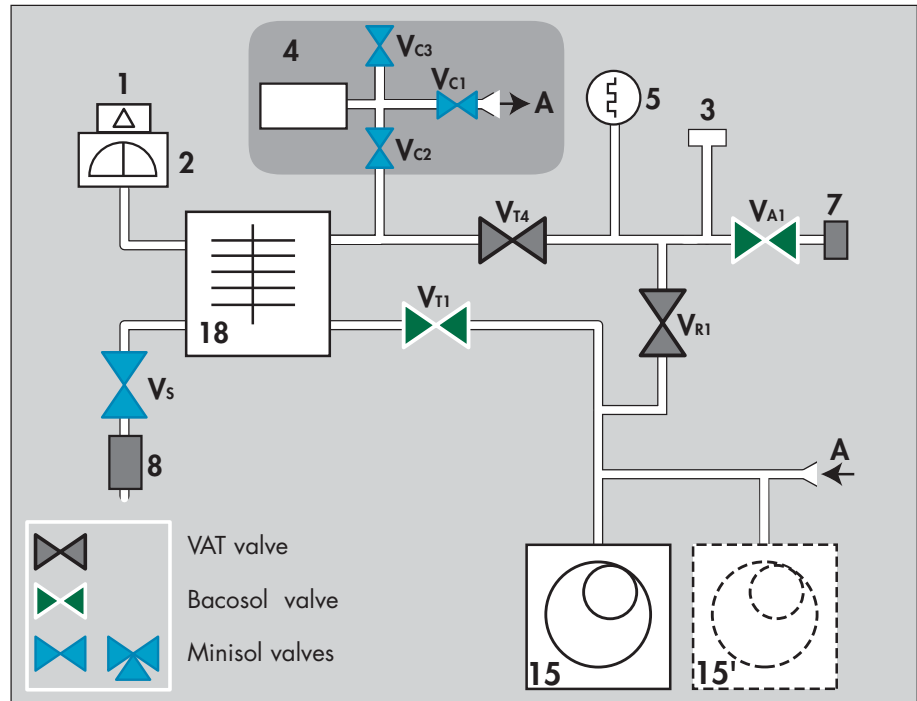 4
VC3
VC1
A
1
2
5
3
VC2
VT4
VA1
7
18
VT1
VR1
VS
8
A
VAT valve
Bacosol valve
Minisol valves
15
15'